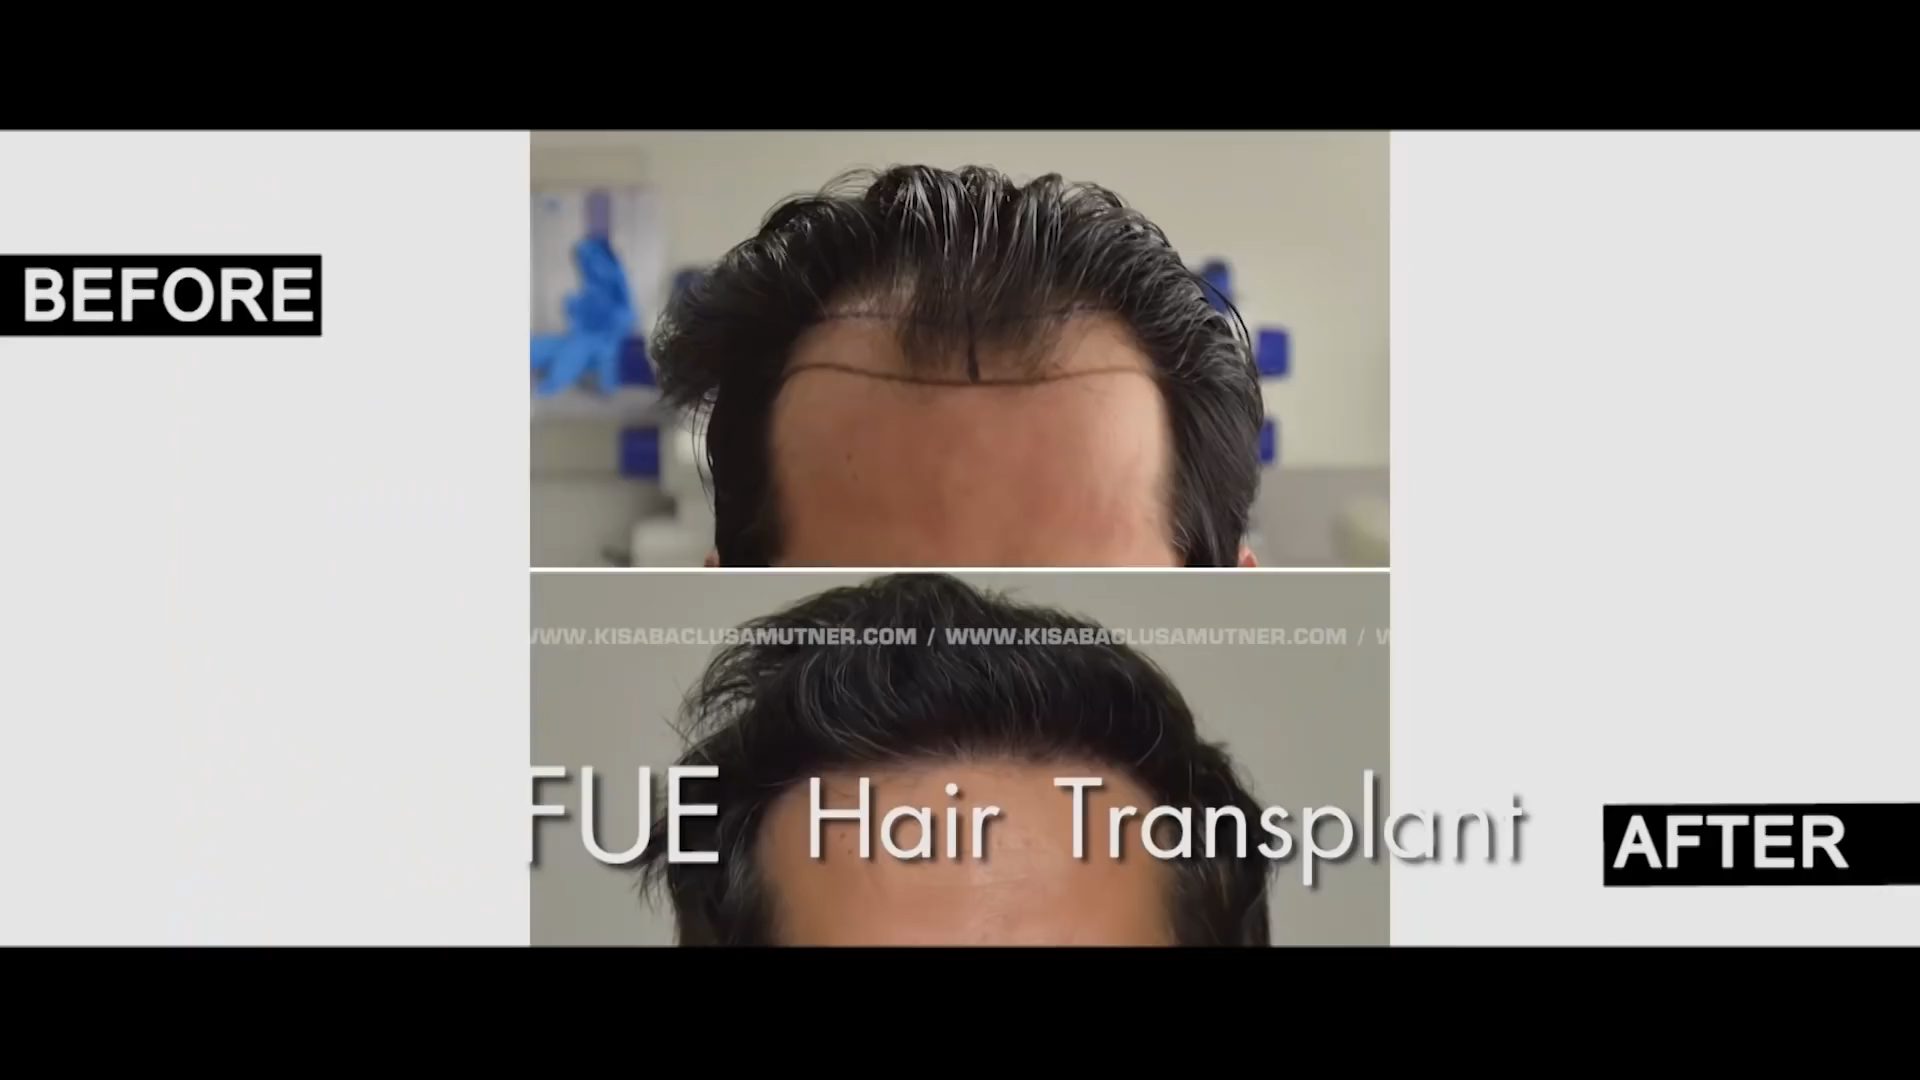 BEFORE
WWW.KISABACLUSAMUTNER.COM / WWW.KISABACLUSAMUTNER.COM / W
FUE Hair Transplant
AFTER